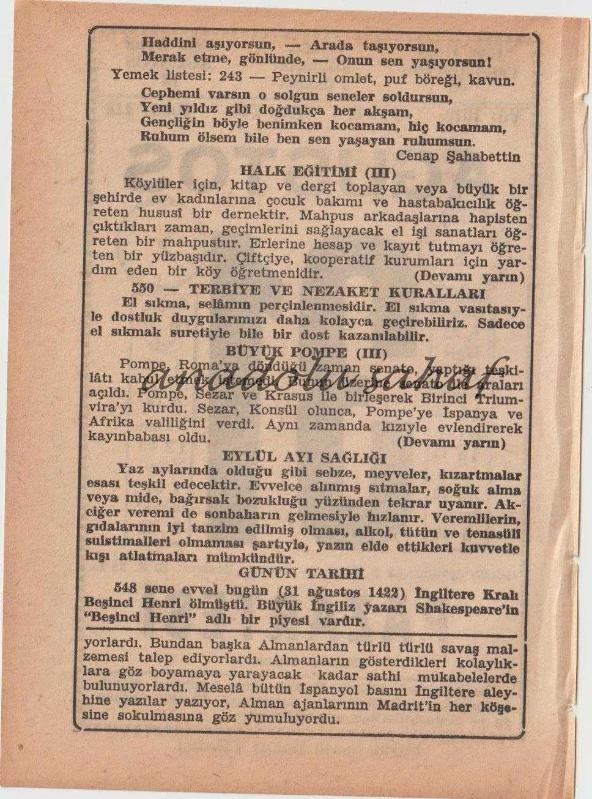 Haddini aşıyorsun, — Arada taşıyorsun,
Merak etme, gönlünde, — Onun sen yaşıyorsun!
Yemek listesi: 243 — Peynirli omlet, puf böreği, kavun.
Cephemi varsın o solgun seneler soldursun,
Yeni yıldız gibi doğdukça her akşam,
Gençliğin böyle benimken kocamam, hiç kocamam,
Ruhum ölsem bile ben sen yaşayan ruhumsun.
Cenap Şahabettin
HALK EĞİTİMİ (III)
Köylüler için, kitap ve dergi toplayan veya büyük bir
şehirde ev kadınlarına çocuk bakımı ve hastabakıcılık öğ-
reten hususî bir dernektir. Mahpus arkadaşlarına hapisten
çıktıkları zaman, geçimlerini sağlayacak el işi sanatları öğ-
reten bir mahpustur. Erlerine hesap ve kayıt tutmayı öğre-
ten bir yüzbaşıdır. Çiftçiye, kooperatif kurumları için yar-
dım eden bir köy öğretmenidir. (Devamı yarın)
550 — TERBİYE VE NEZAKET KURALLARI
El sıkma, selâmın perçinlenmesidir. El sıkma vasıtasiy-
le dostluk duygularımızı daha kolayca geçirebiliriz. Sadece
el sıkmak suretiyle bile bir dost kazanılabilir.
BÜYÜK POMPE (III)
Pompe, Roma'ya döndüğü zaman senato, yaptığı teşki-
lâtı kabul etmek istemedi. Bunun üzerine senato ile araları
açıldı. Pompe, Sezar ve Krasus ile birleşerek Birinci Trium-
vira'yı kurdu. Sezar, Konsül olunca, Pompe'ye İspanya ve
Afrika valiliğini verdi. Aynı zamanda kızıyle evlendirerek
kayınbabası oldu. (Devamı yarın)
anadolu sahaf
EYLÜL AYI SAĞLIĞI
Yaz aylarında olduğu gibi sebze, meyveler, kızartmalar
esası teşkil edecektir. Evvelce alınmış sıtmalar, soğuk alma
veya mide, bağırsak bozukluğu yüzünden tekrar uyanır. Ak-
ciğer veremi de sonbaharın gelmesiyle hızlanır. Veremlilerin,
gıdalarının iyi tanzim edilmiş olması, alkol, tütün ve tenasülî
suistimalleri olmaması şartıyle, yazın elde ettikleri kuvvetle
kışı atlatmaları mümkündür.
GÜNÜN TARİHİ
548 sene evvel bugün (31 ağustos 1422) İngiltere Kralı
Beşinci Henri ölmüştü. Büyük İngiliz yazarı Shakespeare'in
"Beşinci Henri" adlı bir piyesi vardır.
yorlardı. Bundan başka Almanlardan türlü türlü savaş mal-
zemesi talep ediyorlardı. Almanların gösterdikleri kolaylık-
lara göz boyamaya yarayacak kadar sathi mukabelelerde
bulunuyorlardı. Meselâ bütün İspanyol basını İngiltere aley-
hine yazılar yazıyor, Alman ajanlarının Madrit'in her köşe-
sine sokulmasına göz yumuluyordu.